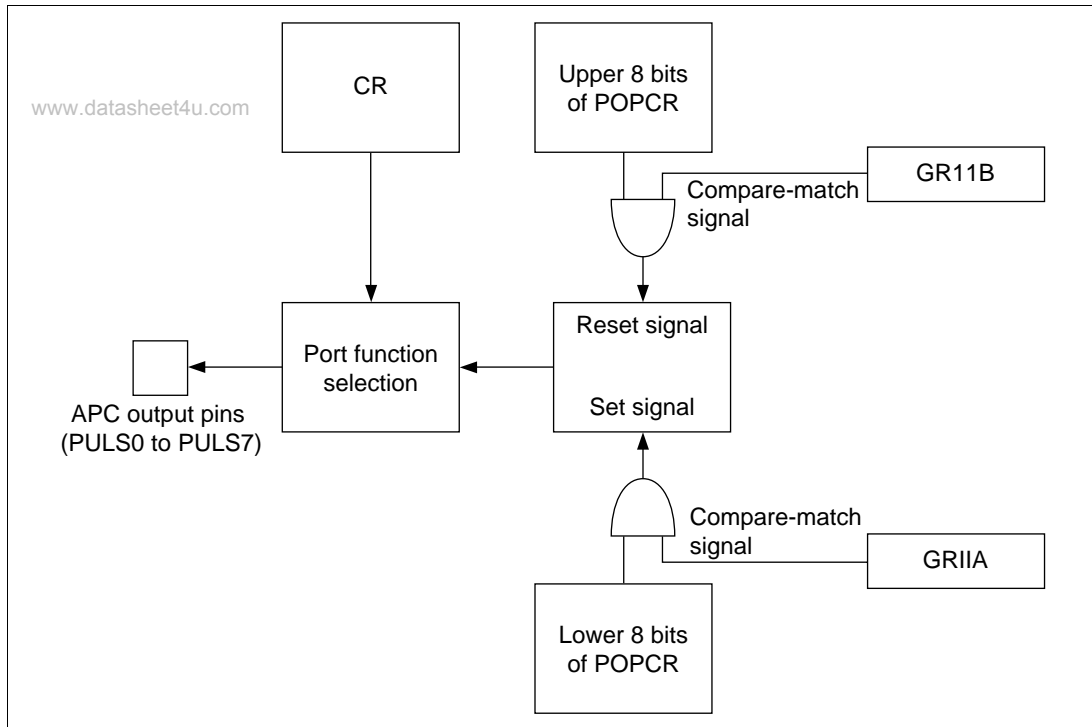 www.datasheet4u.com
CR
Upper 8 bits
of POPCR
GR11B
Compare-match
signal
Reset signal
Port function
selection
Set signal
APC output pins
(PULS0 to PULS7)
Compare-match
signal
GRIIA
Lower 8 bits
of POPCR